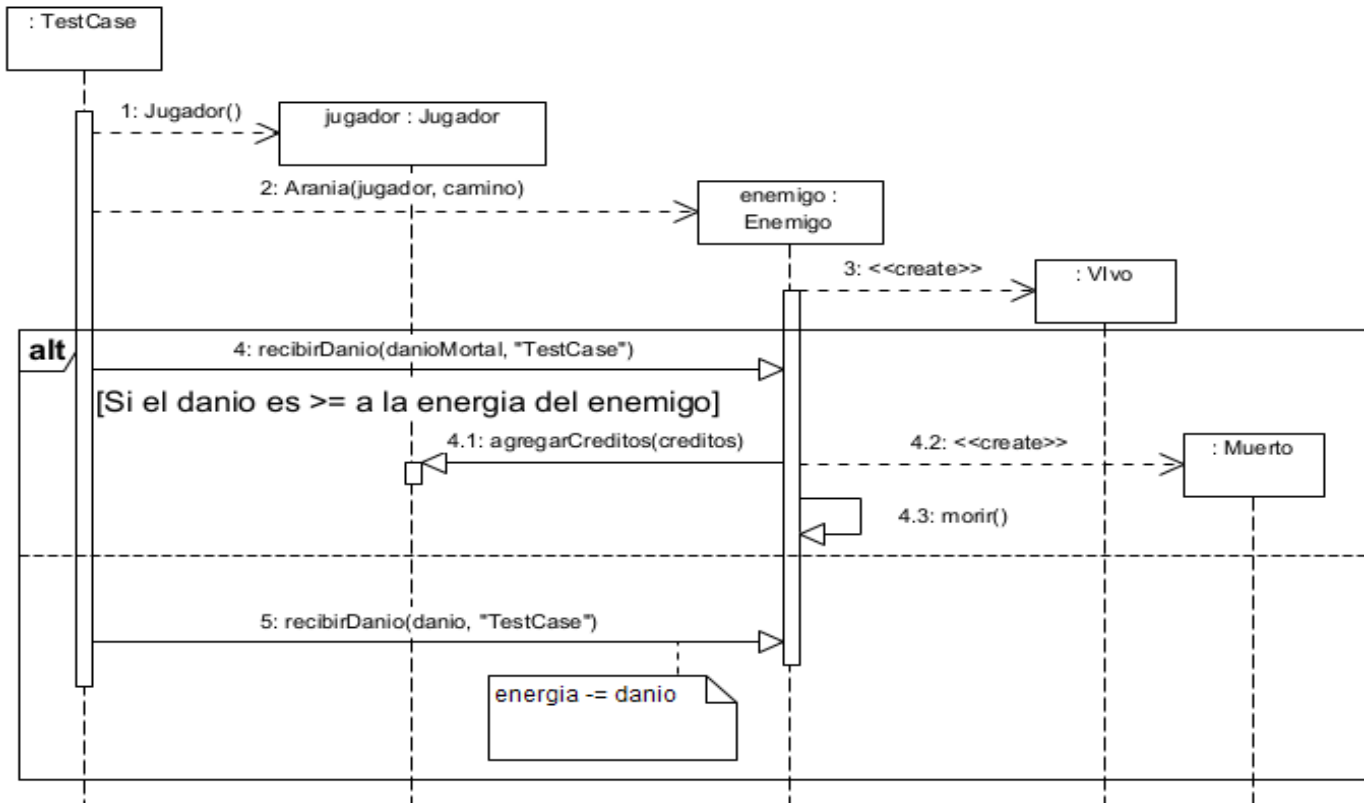 : TestCase
1: Jugador()
jugador : Jugador
2: Arania(jugador, camino)
enemigo :
Enemigo
3: <<create>>
: VIvo
alt
4: recibirDanio(danioMortal, "TestCase")
[Si el danio es >= a la energia del enemigo]
4.1: agregarCreditos(creditos)
4.2: <<create>>
: Muerto
4.3: morir()
5: recibirDanio(danio, "TestCase")
energia -= danio